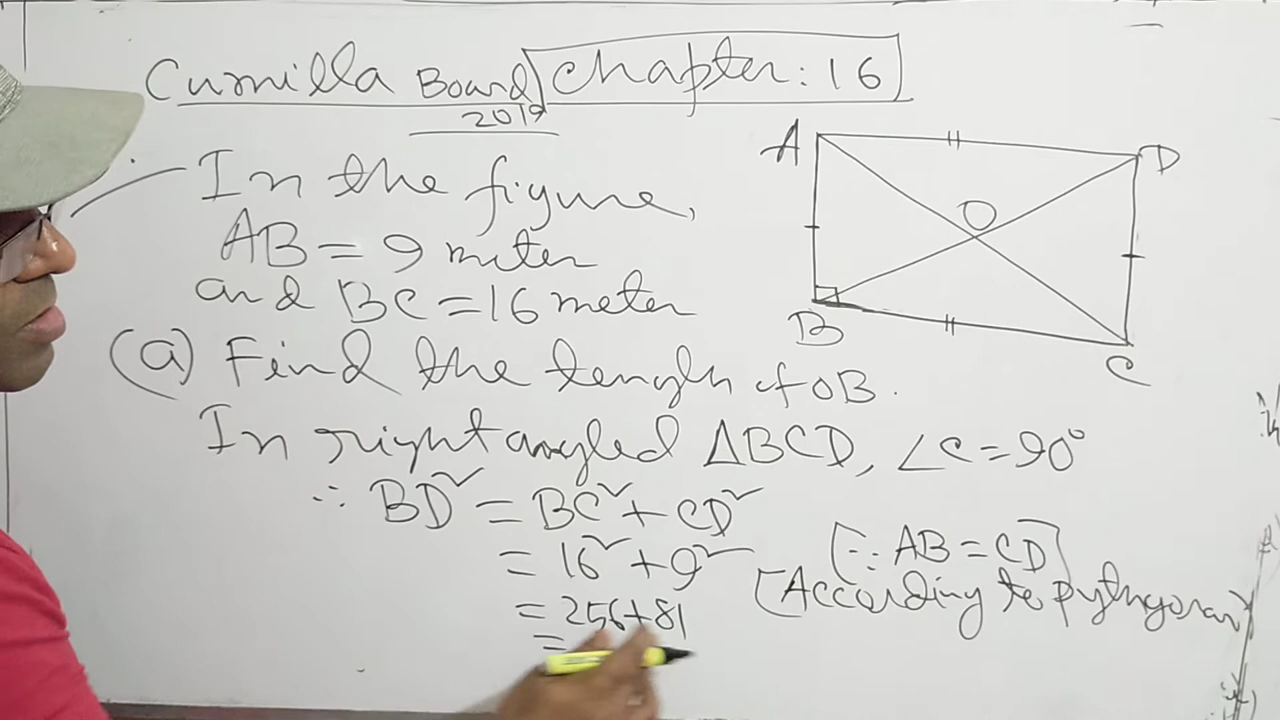 Cumilla Board Chapter: 16
2019
In the figure,
AB = 9 meter
and BC = 16 meter
(a) Find the length of OB.
In right angled ΔBCD, ∠C = 90°
∴ BD² = BC² + CD²
= 16² + 9² [∵ AB = CD]
[According to pythgoran]
= 256 + 81
=
A
D
O
B
C